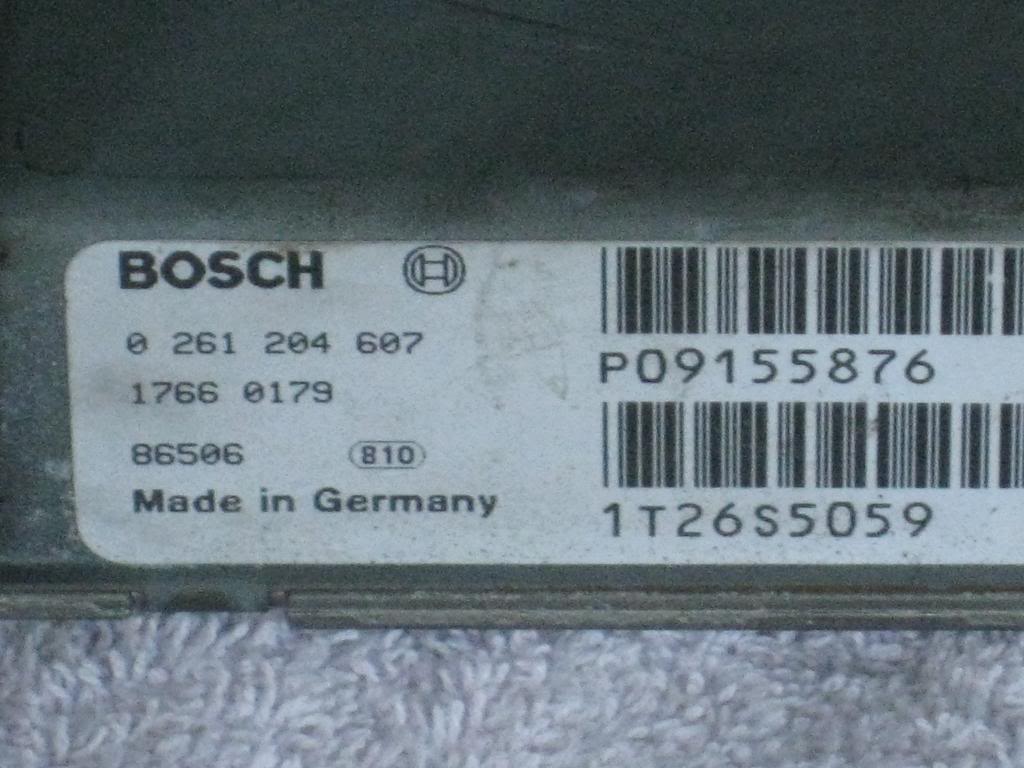 BOSCH
0 261 204 607
1766 0179
86506 810
Made in Germany
P09155876
1T26S5059